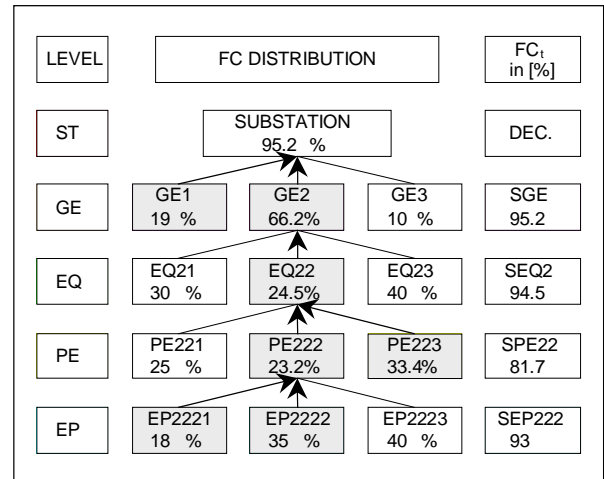 LEVEL
FC DISTRIBUTION
FCt
in [%]
ST
SUBSTATION
95.2 %
DEC.
GE
GE1
19 %
GE2
66.2%
GE3
10 %
SGE
95.2
EQ
EQ21
30 %
EQ22
24.5%
EQ23
40 %
SEQ2
94.5
PE
PE221
25 %
PE222
23.2%
PE223
33.4%
SPE22
81.7
EP
EP2221
18 %
EP2222
35 %
EP2223
40 %
SEP222
93